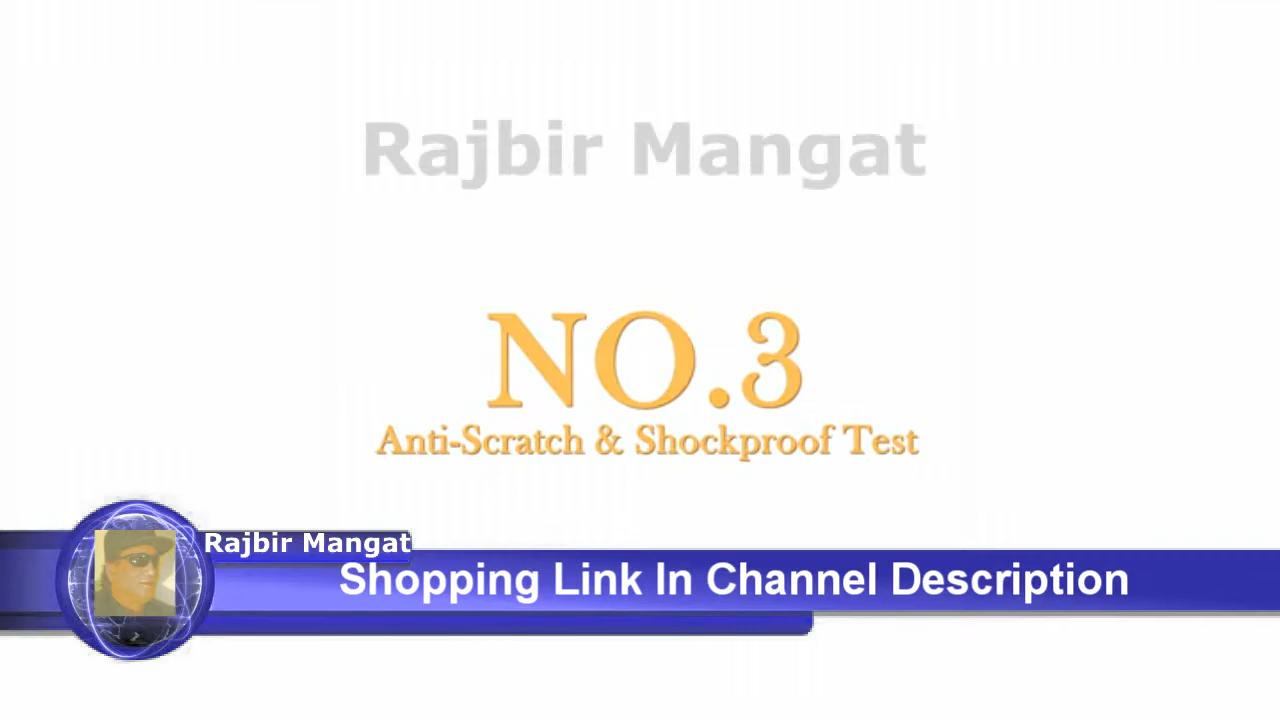 Rajbir Mangat
NO.3
Anti-Scratch & Shockproof Test
Rajbir Mangat
Shopping Link In Channel Description